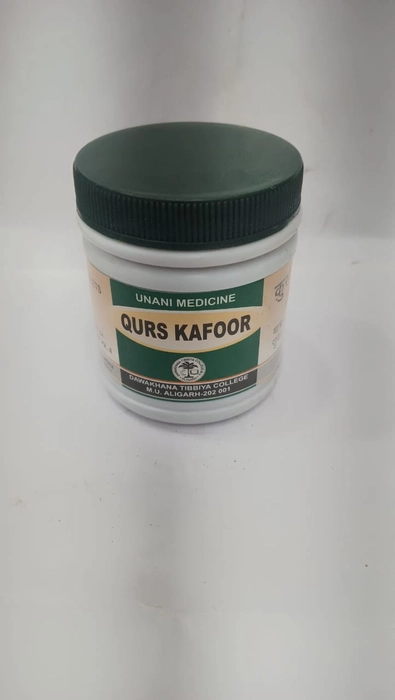 UNANI MEDICINE
QURS KAFOOR
DAWAKHANA TIBBIYA COLLEGE
M.U. ALIGARH-202 001